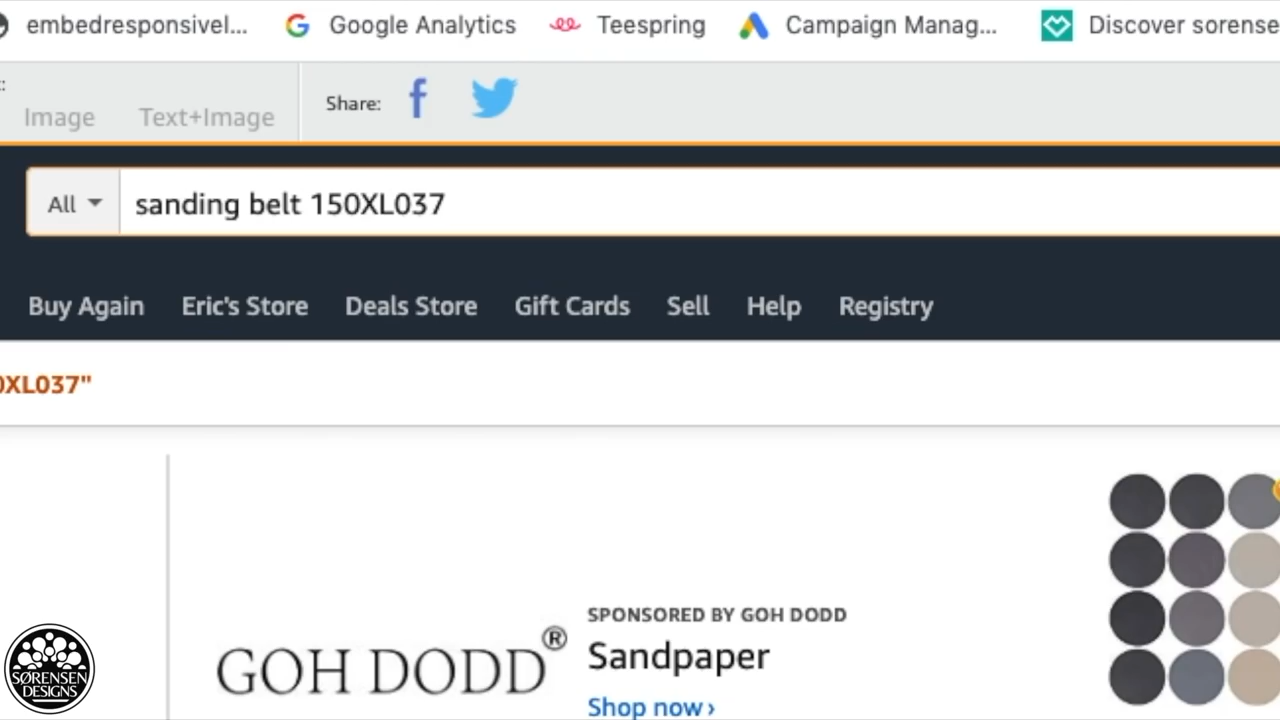 embedresponsivel...
Google Analytics
Teespring
Campaign Manag...
Discover sorense
Image
Text+Image
Share:
All
sanding belt 150XL037
Buy Again
Eric's Store
Deals Store
Gift Cards
Sell
Help
Registry
0XL037"
GOH DODD®
SPONSORED BY GOH DODD
Sandpaper
Shop now ›
SØRENSEN
DESIGNS